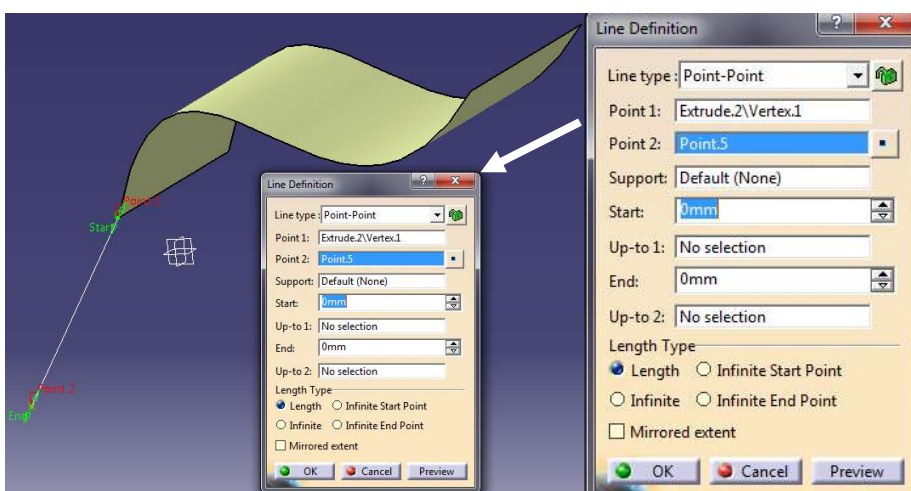 Point 1
Start
Point 2
End
Line Definition
Line type : Point-Point
Point 1: Extrude.2\Vertex.1
Point 2: Point.5
Support: Default (None)
Start: 0mm
Up-to 1: No selection
End: 0mm
Up-to 2: No selection
Length Type
Length Infinite Start Point
Infinite Infinite End Point
Mirrored extent
OK Cancel Preview
Line Definition
Line type : Point-Point
Point 1: Extrude.2\Vertex.1
Point 2: Point.5
Support: Default (None)
Start: 0mm
Up-to 1: No selection
End: 0mm
Up-to 2: No selection
Length Type
Length Infinite Start Point
Infinite Infinite End Point
Mirrored extent
OK Cancel Preview